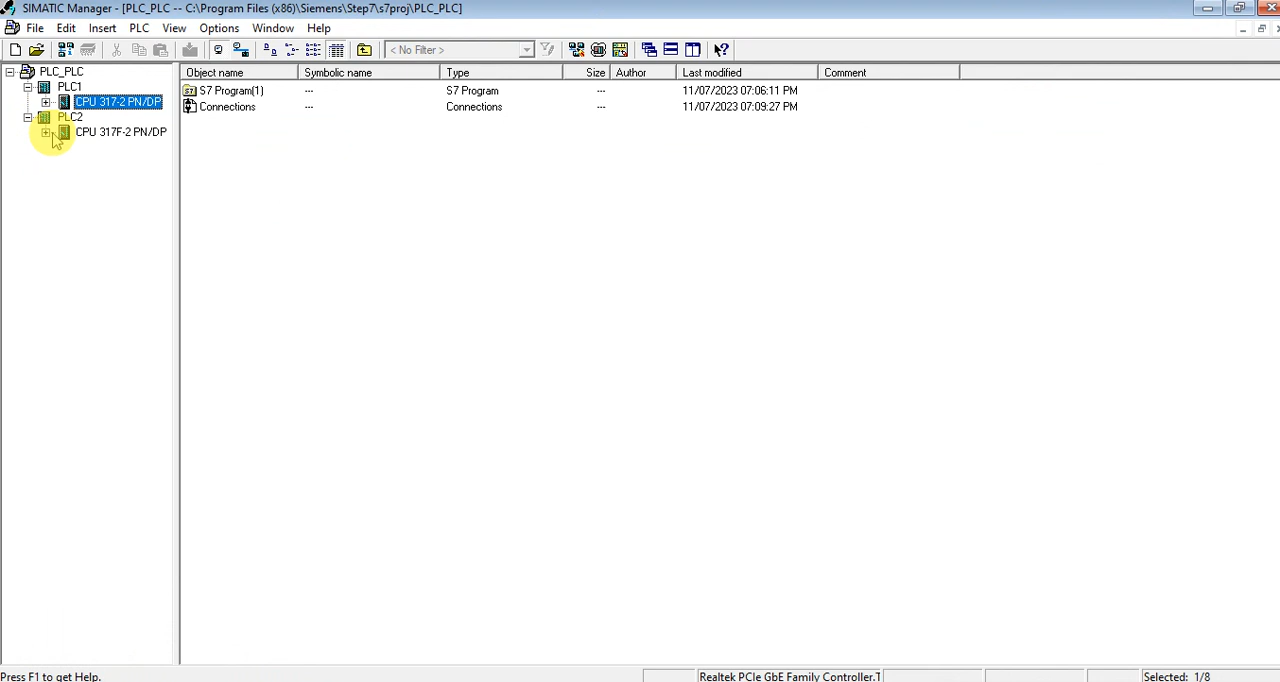 SIMATIC Manager - [PLC_PLC -- C:\Program Files (x86)\Siemens\Step7\s7proj\PLC_PLC]
File Edit Insert PLC View Options Window Help
< No Filter >
PLC_PLC
PLC1
CPU 317-2 PN/DP
PLC2
CPU 317F-2 PN/DP
Object name Symbolic name Type Size Author Last modified Comment
S7 Program(1) --- S7 Program --- 11/07/2023 07:06:11 PM
Connections --- Connections --- 11/07/2023 07:09:27 PM
Press F1 to get Help.
Realtek PCIe GbE Family Controller.T
Selected: 1/8